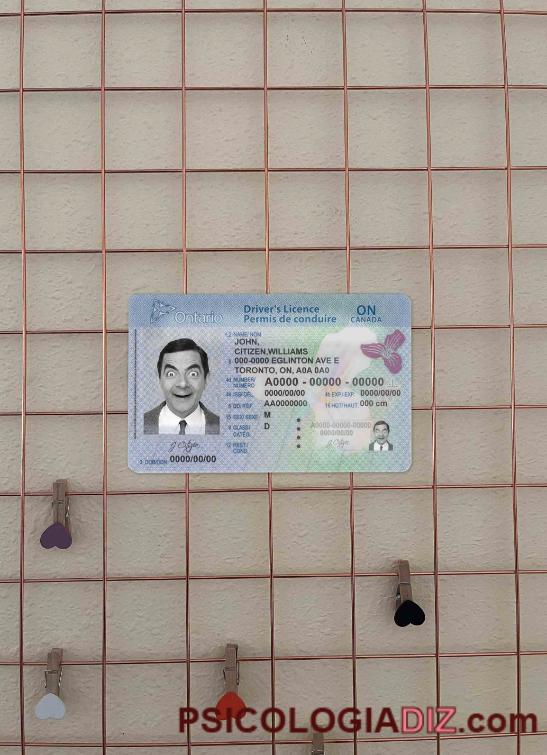 Ontario
Driver's Licence
Permis de conduire
ON
CANADA
1,2 NAME/ NOM
JOHN,
CITIZEN,WILLIAMS
000-0000 EGLINTON AVE E
TORONTO, ON, A0A 0A0
4d NUMBER/
NUMÉRO
A0000 - 00000 - 00000
4a ISS/DÉL
0000/00/00
4b EXP./EXP.
0000/00/00
5 DD/RÉF
AA0000000
16 HGT/HAUT
000 cm
15 SEX/ SEXE
M
9 CLASS/
CATÉG.
D
A0000-00000-00000
0000/00/00
12 REST./
COND.
J Citizen
3 DOB/DDN
0000/00/00
PSICOLOGIADIZ.com